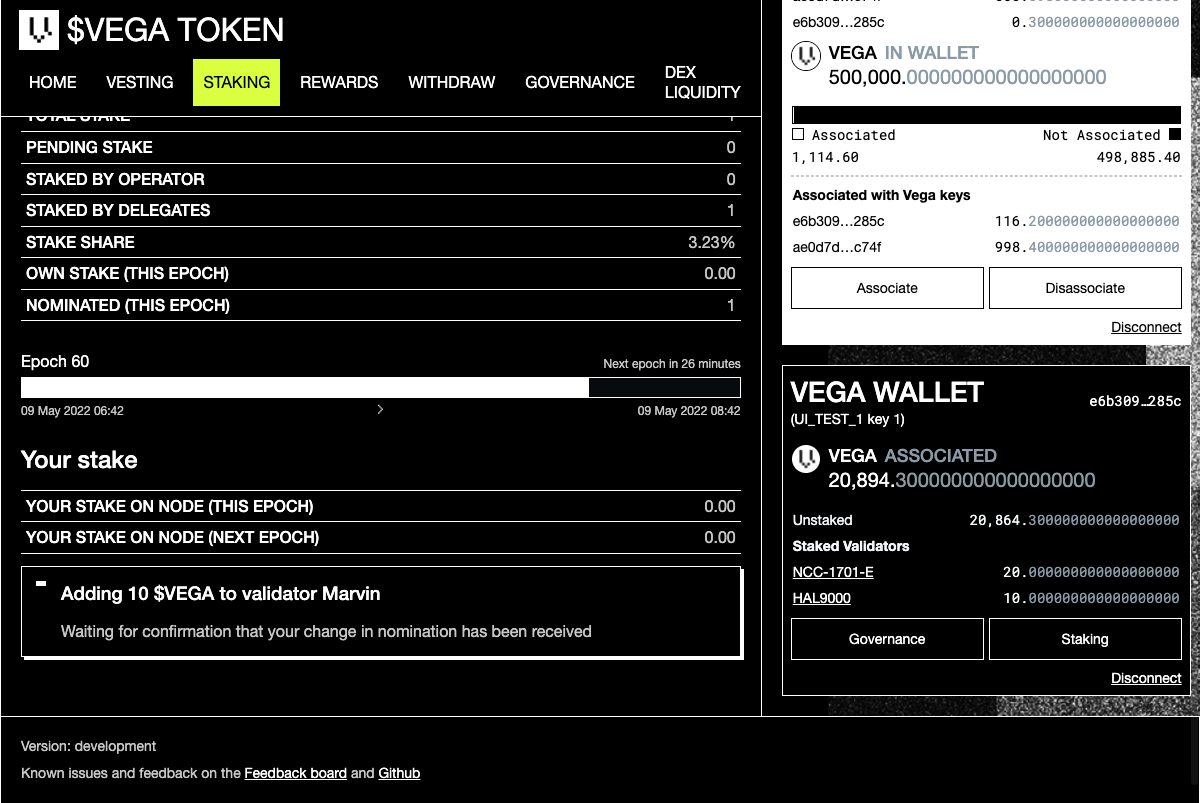 $VEGA TOKEN
HOME VESTING STAKING REWARDS WITHDRAW GOVERNANCE DEX LIQUIDITY
TOTAL STAKE 1
PENDING STAKE 0
STAKED BY OPERATOR 0
STAKED BY DELEGATES 1
STAKE SHARE 3.23%
OWN STAKE (THIS EPOCH) 0.00
NOMINATED (THIS EPOCH) 1
Epoch 60 Next epoch in 26 minutes
09 May 2022 06:42 09 May 2022 08:42
Your stake
YOUR STAKE ON NODE (THIS EPOCH) 0.00
YOUR STAKE ON NODE (NEXT EPOCH) 0.00
Adding 10 $VEGA to validator Marvin
Waiting for confirmation that your change in nomination has been received
e6b309…285c 0.300000000000000000
VEGA IN WALLET
500,000.000000000000000000
Associated Not Associated
1,114.60 498,885.40
Associated with Vega keys
e6b309…285c 116.200000000000000000
ae0d7d…c74f 998.400000000000000000
Associate Disassociate
Disconnect
VEGA WALLET e6b309…285c
(UI_TEST_1 key 1)
VEGA ASSOCIATED
20,894.300000000000000000
Unstaked 20,864.300000000000000000
Staked Validators
NCC-1701-E 20.000000000000000000
HAL9000 10.000000000000000000
Governance Staking
Disconnect
Version: development
Known issues and feedback on the Feedback board and Github